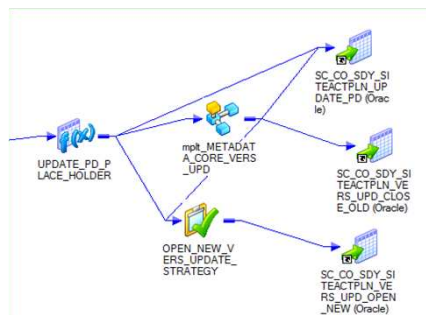 f(x)
UPDATE_PD_P
LACE_HOLDER
mplt_METADAT
A_CORE_VERS
_UPD
OPEN_NEW_V
ERS_UPDATE_
STRATEGY
SC_CO_SDY_SI
TEACTPLN_UP
DATE_PD (Orac
le)
SC_CO_SDY_SI
TEACTPLN_VE
RS_UPD_CLOS
E_OLD (Oracle)
SC_CO_SDY_SI
TEACTPLN_VE
RS_UPD_OPEN
_NEW (Oracle)